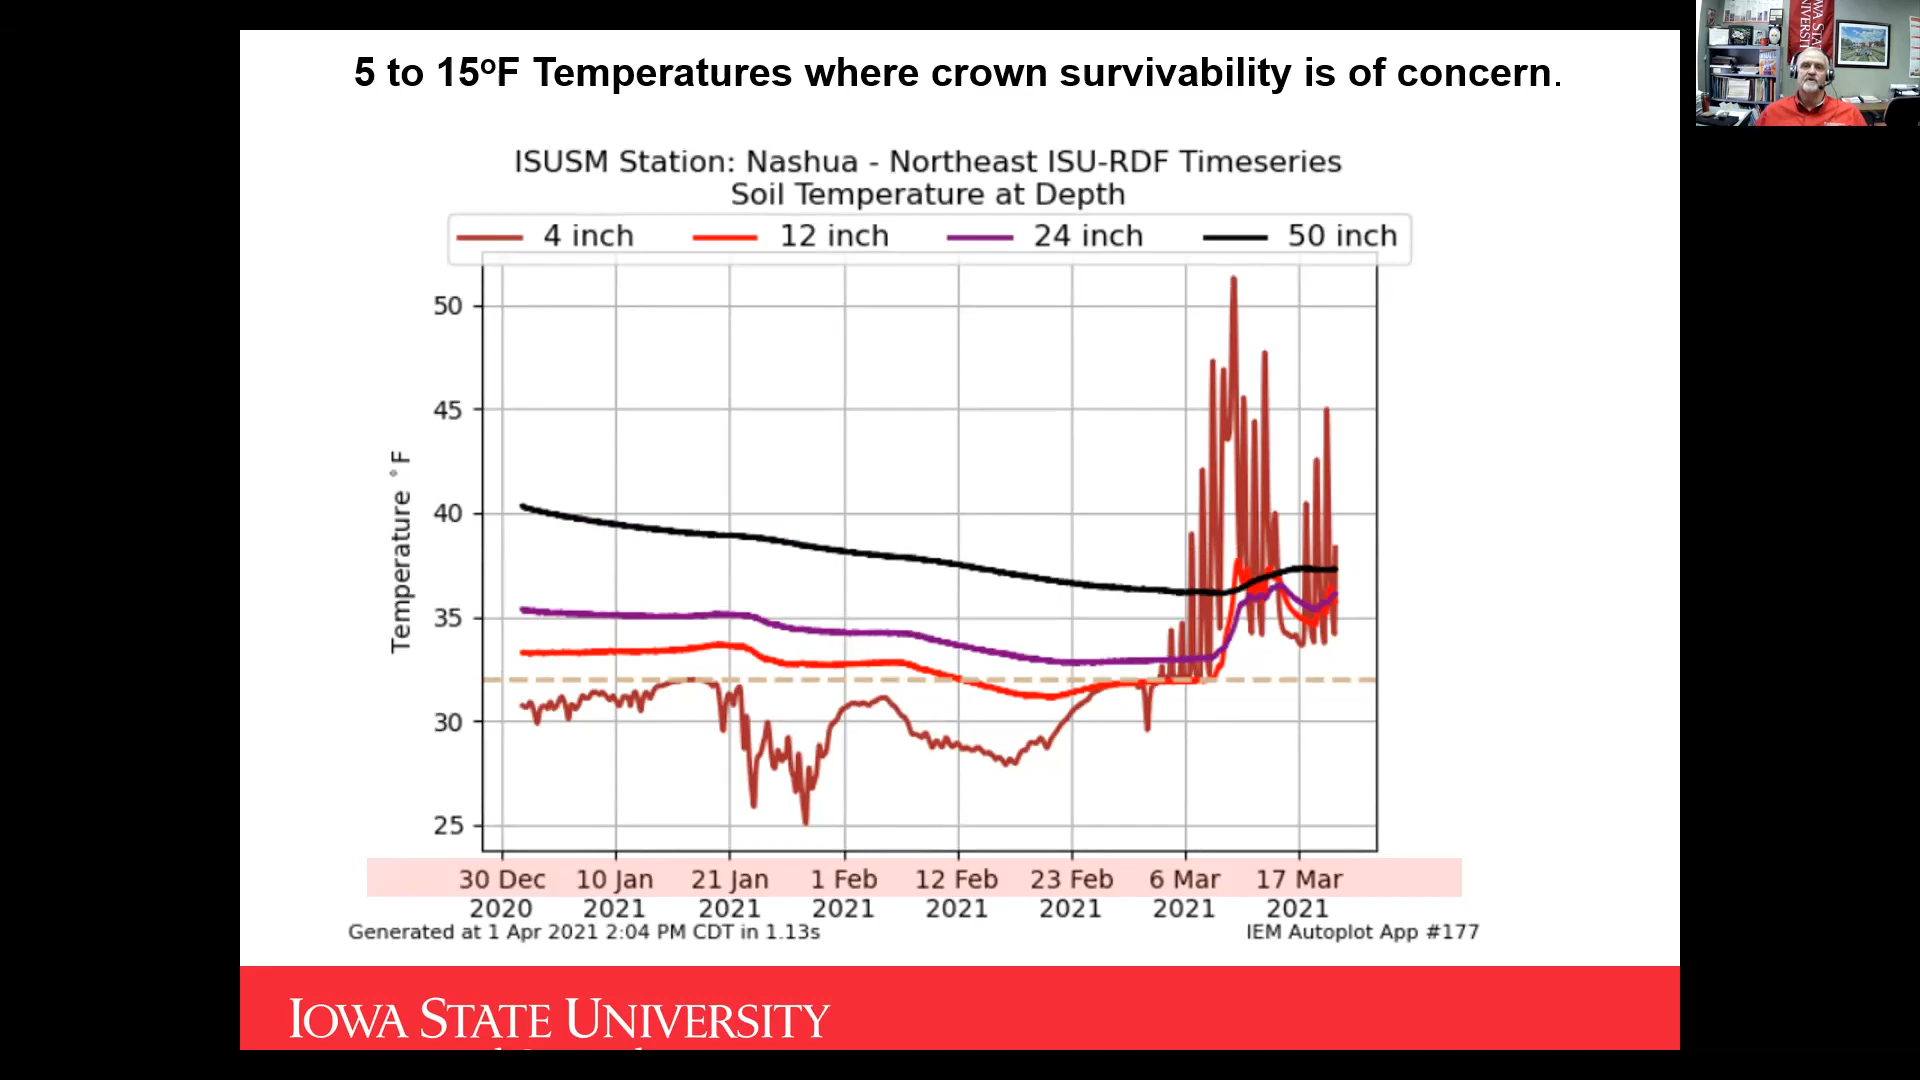 5 to 15ºF Temperatures where crown survivability is of concern.
ISUSM Station: Nashua - Northeast ISU-RDF Timeseries
Soil Temperature at Depth
4 inch 12 inch 24 inch 50 inch
50
45
40
35
30
25
Temperature °F
30 Dec 10 Jan 21 Jan 1 Feb 12 Feb 23 Feb 6 Mar 17 Mar
2020 2021 2021 2021 2021 2021 2021 2021
Generated at 1 Apr 2021 2:04 PM CDT in 1.13s IEM Autoplot App #177
IOWA STATE UNIVERSITY